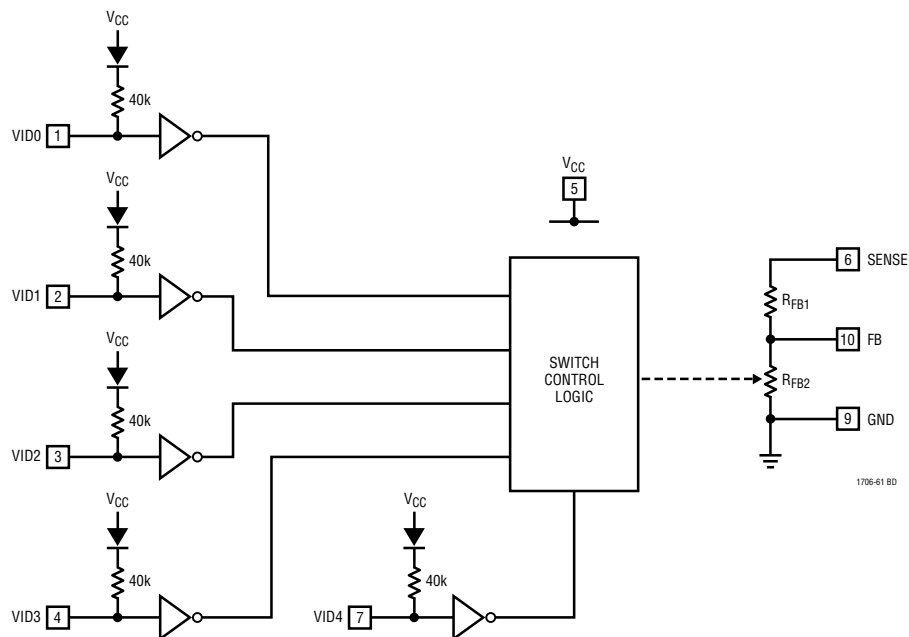 VCC
40k
VID0 1
VCC
5
VCC
40k
VID1 2
6 SENSE
RFB1
10 FB
SWITCH
CONTROL
LOGIC
RFB2
9 GND
VCC
40k
VID2 3
1706-61 BD
VCC
40k
VID3 4
VCC
40k
VID4 7